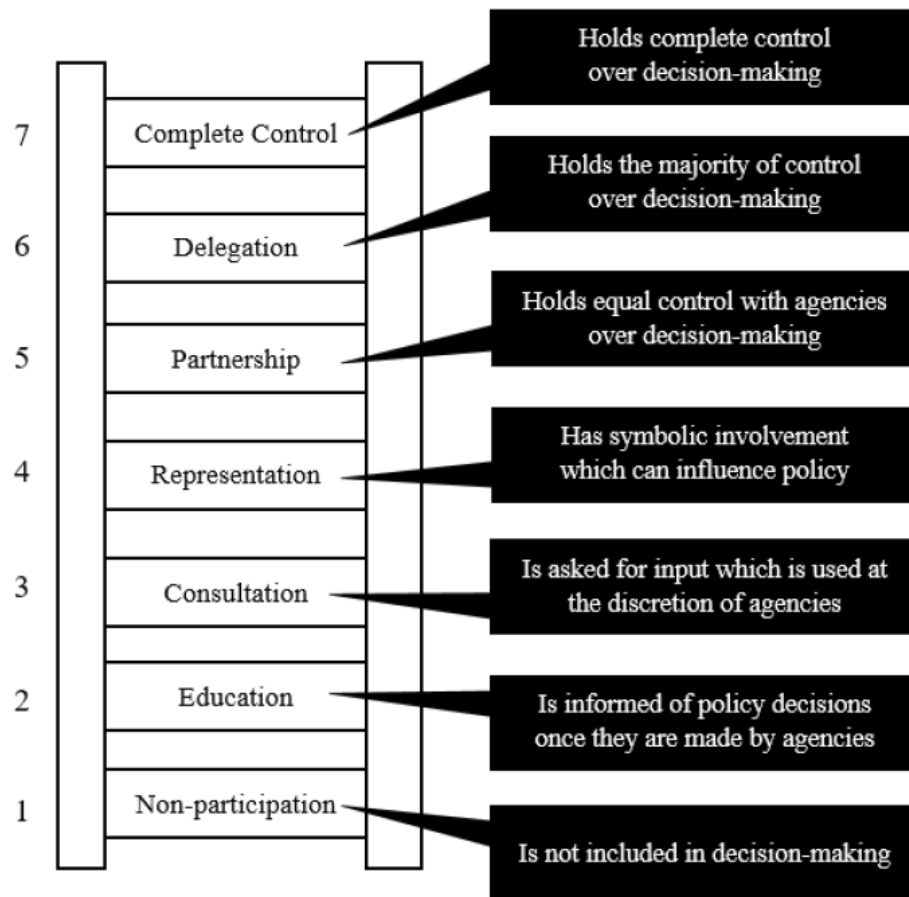 Holds complete control
over decision-making
7
Complete Control
Holds the majority of control
over decision-making
6
Delegation
Holds equal control with agencies
over decision-making
5
Partnership
Has symbolic involvement
which can influence policy
4
Representation
Is asked for input which is used at
the discretion of agencies
3
Consultation
Is informed of policy decisions
once they are made by agencies
2
Education
Is not included in decision-making
1
Non-participation